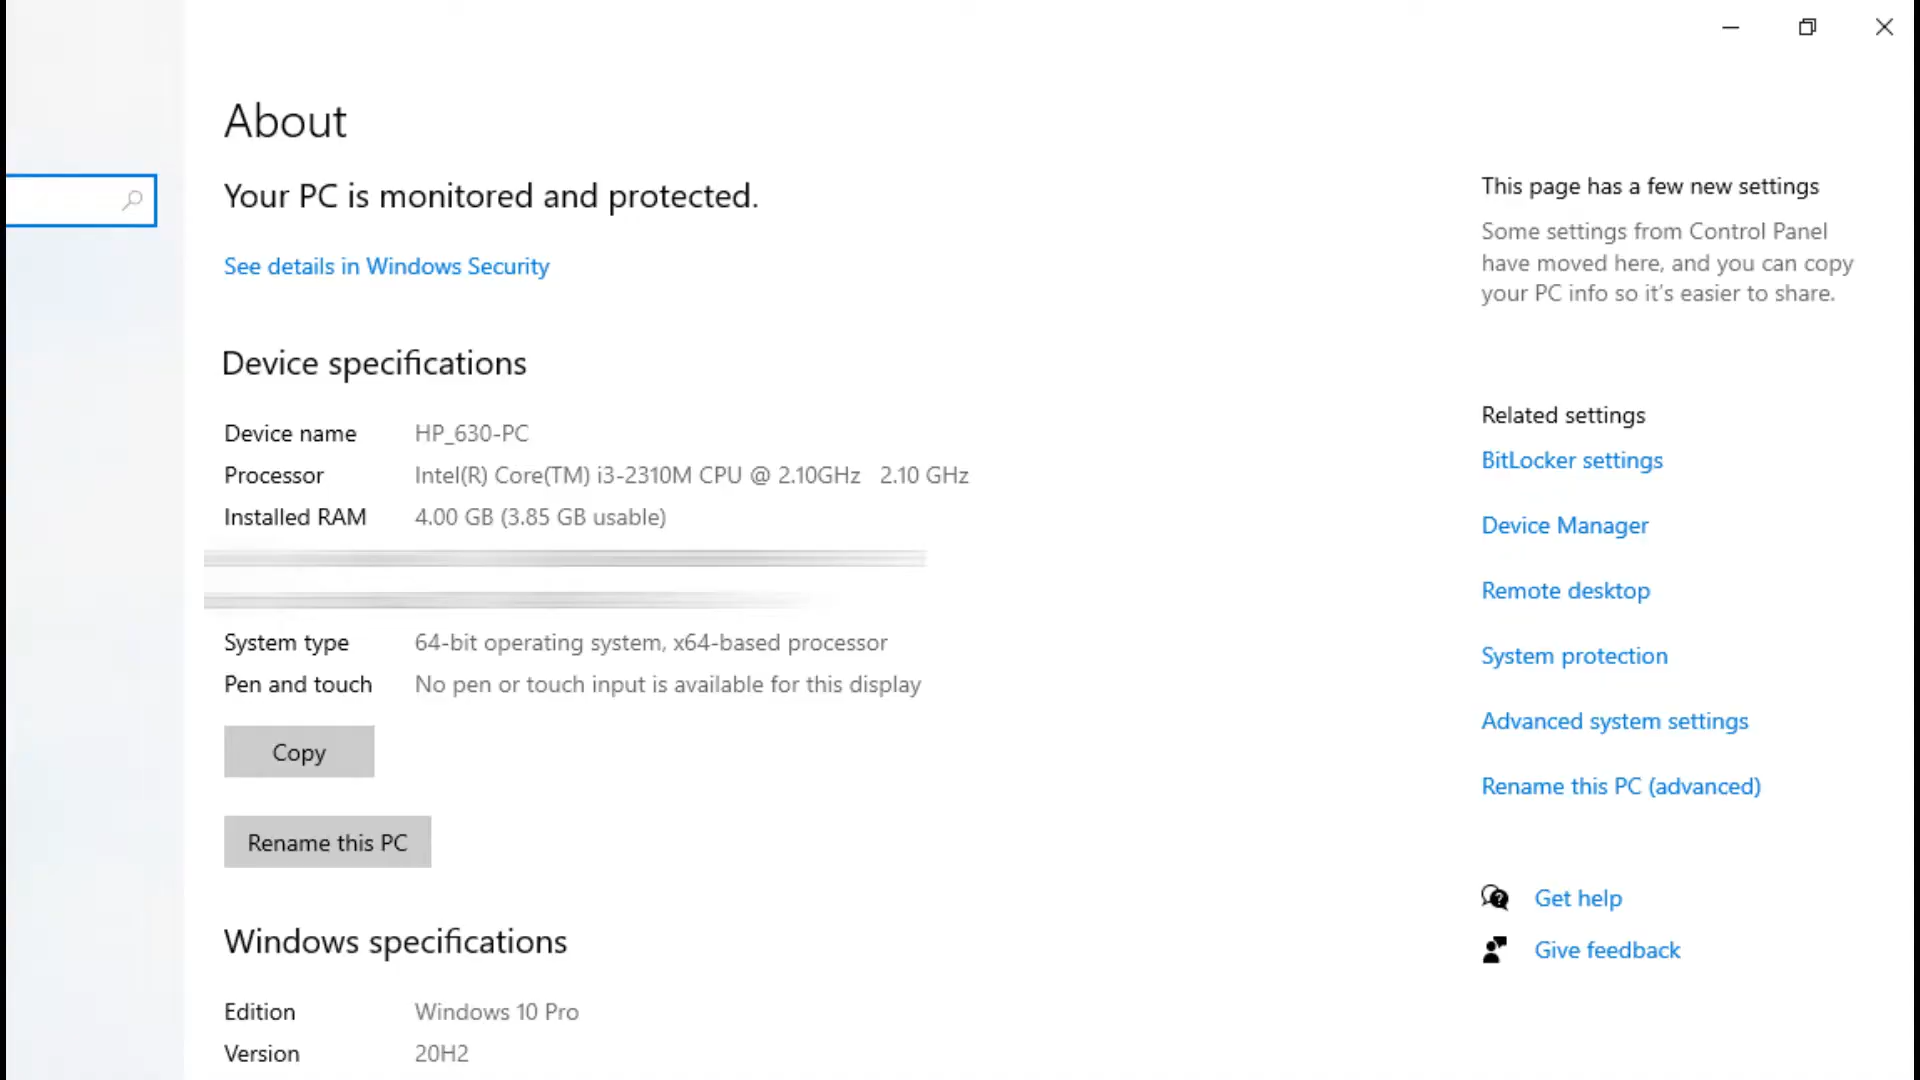 About
Your PC is monitored and protected.
See details in Windows Security
Device specifications
Device name HP_630-PC
Processor Intel(R) Core(TM) i3-2310M CPU @ 2.10GHz 2.10 GHz
Installed RAM 4.00 GB (3.85 GB usable)
System type 64-bit operating system, x64-based processor
Pen and touch No pen or touch input is available for this display
Copy
Rename this PC
Windows specifications
Edition Windows 10 Pro
Version 20H2
This page has a few new settings
Some settings from Control Panel
have moved here, and you can copy
your PC info so it's easier to share.
Related settings
BitLocker settings
Device Manager
Remote desktop
System protection
Advanced system settings
Rename this PC (advanced)
Get help
Give feedback